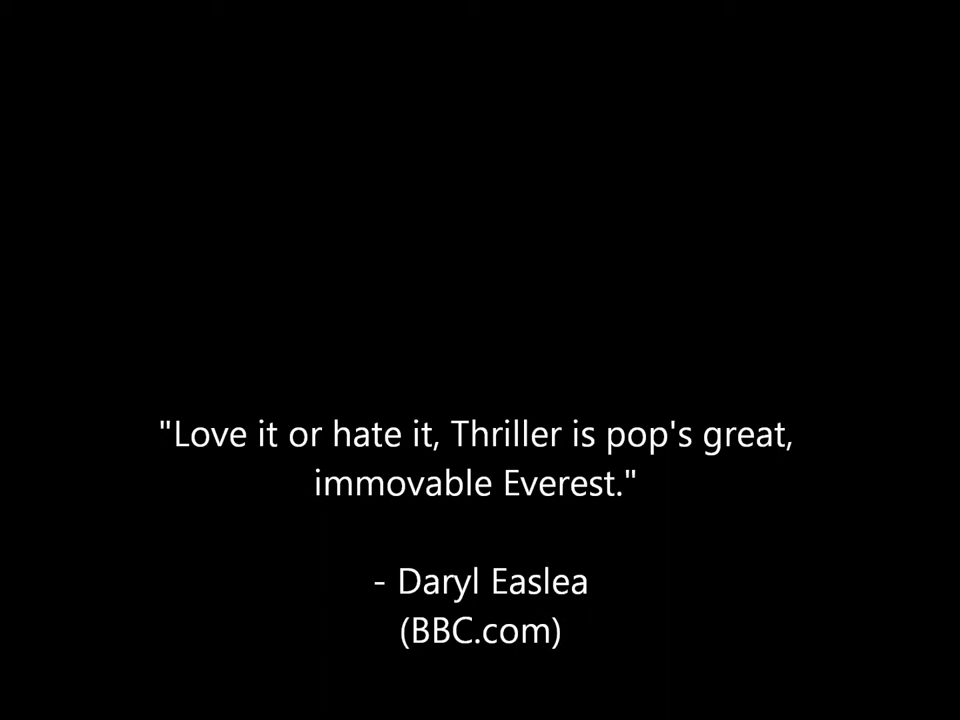 "Love it or hate it, Thriller is pop's great,
immovable Everest."
- Daryl Easlea
(BBC.com)